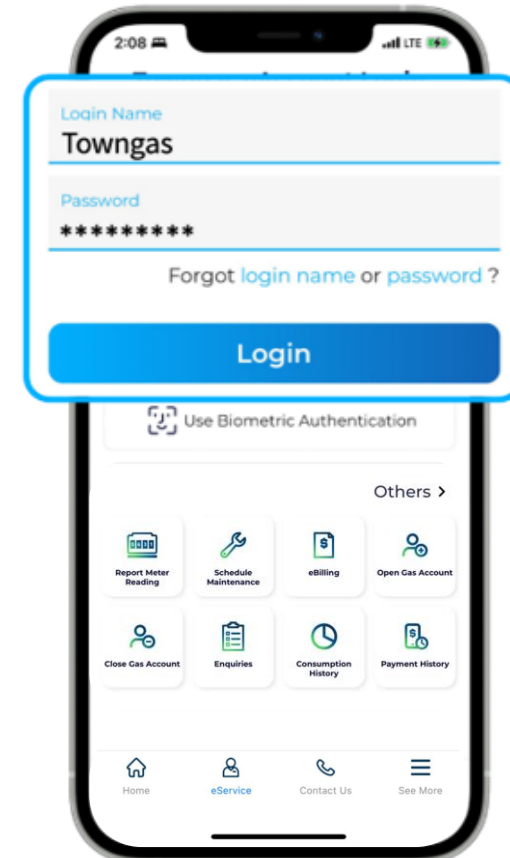 2:08
LTE
Login Name
Towngas
Password
*********
Forgot login name or password ?
Login
Use Biometric Authentication
Others >
Report Meter
Reading
Schedule
Maintenance
eBilling
Open Gas Account
Close Gas Account
Enquiries
Consumption
History
Payment History
Home
eService
Contact Us
See More